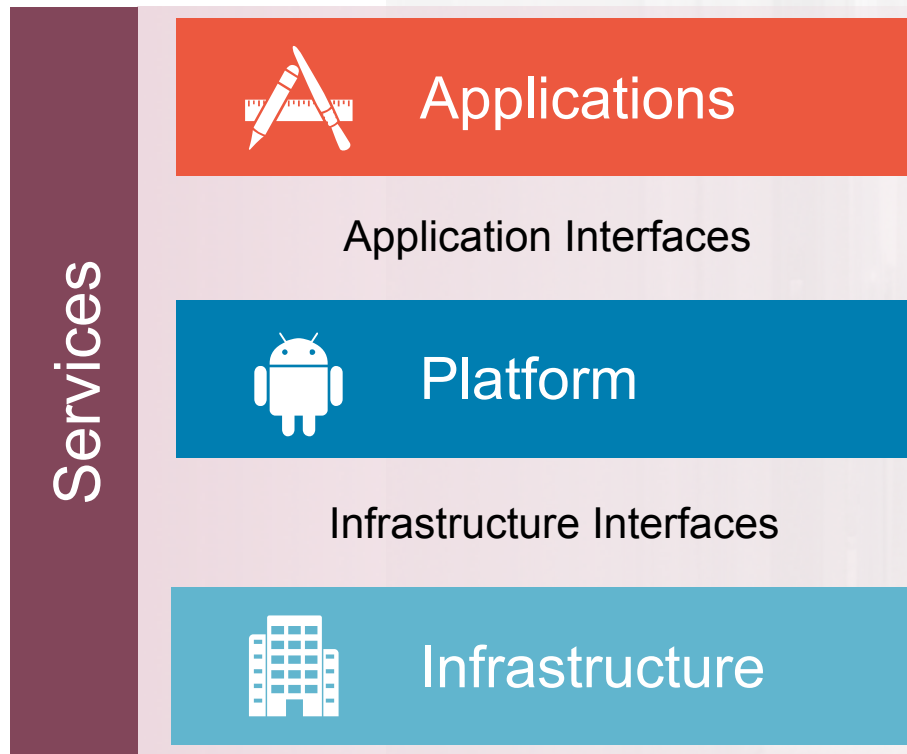 Services
Applications
Application Interfaces
Platform
Infrastructure Interfaces
Infrastructure